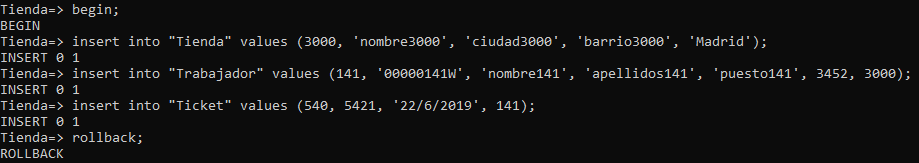 Tienda=> begin;
BEGIN
Tienda=> insert into "Tienda" values (3000, 'nombre3000', 'ciudad3000', 'barrio3000', 'Madrid');
INSERT 0 1
Tienda=> insert into "Trabajador" values (141, '00000141W', 'nombre141', 'apellidos141', 'puesto141', 3452, 3000);
INSERT 0 1
Tienda=> insert into "Ticket" values (540, 5421, '22/6/2019', 141);
INSERT 0 1
Tienda=> rollback;
ROLLBACK